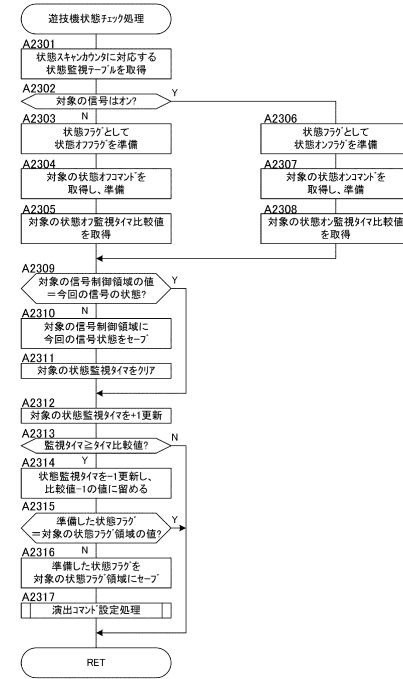 遊技機状態チェック処理
A2301
状態スキャンカウンタに対応する
状態監視テーブルを取得
A2302
対象の信号はオン?
Y
N
A2303
状態フラグとして
状態オフフラグを準備
A2306
状態フラグとして
状態オンフラグを準備
A2304
対象の状態オフコマンドを
取得し、準備
A2307
対象の状態オンコマンドを
取得し、準備
A2305
対象の状態オフ監視タイマ比較値
を取得
A2308
対象の状態オン監視タイマ比較値
を取得
A2309
対象の信号制御領域の値
=今回の信号の状態?
Y
N
A2310
対象の信号制御領域に
今回の信号状態をセーブ
A2311
対象の状態監視タイマをクリア
A2312
対象の状態監視タイマを+1更新
A2313
監視タイマ≧タイマ比較値?
N
Y
A2314
状態監視タイマを-1更新し、
比較値-1の値に留める
A2315
準備した状態フラグ
=対象の状態フラグ領域の値?
Y
N
A2316
準備した状態フラグを
対象の状態フラグ領域にセーブ
A2317
演出コマンド設定処理
RET